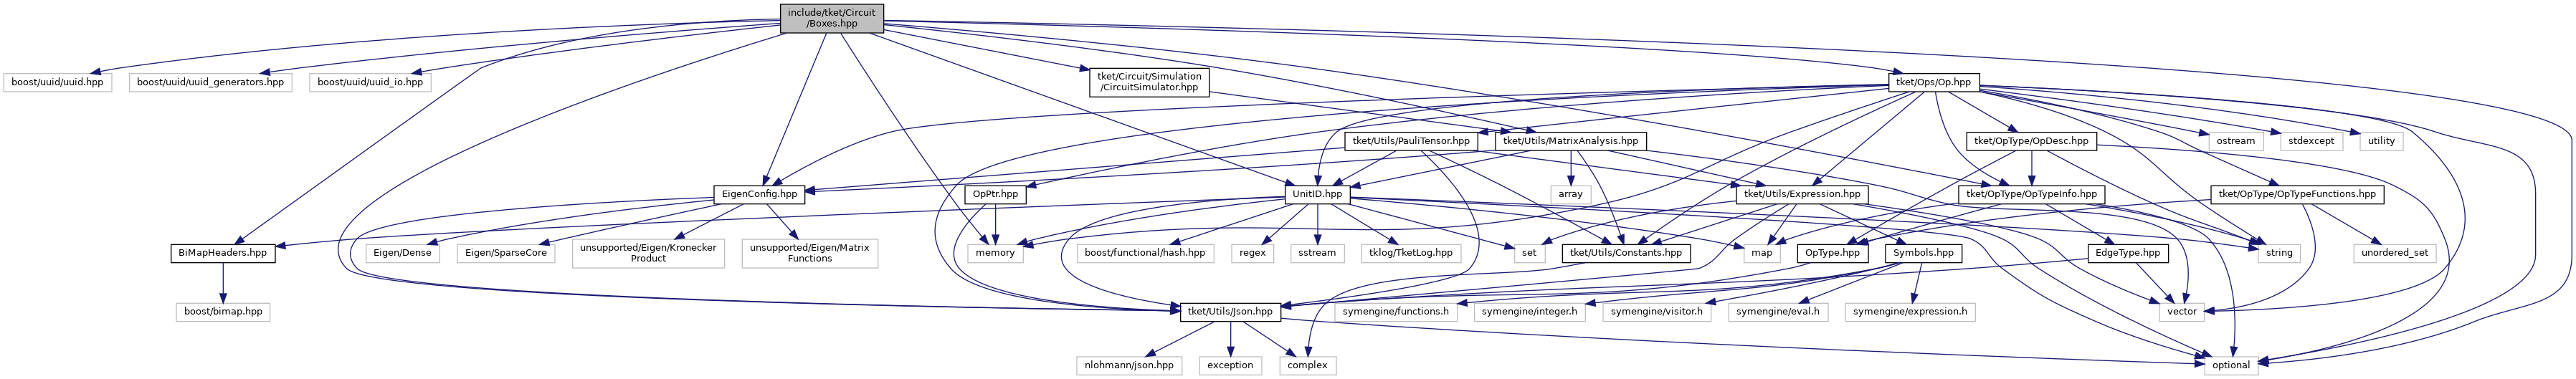 include/tket/Circuit
/Boxes.hpp
boost/uuid/uuid.hpp
boost/uuid/uuid_generators.hpp
boost/uuid/uuid_io.hpp
tket/Circuit/Simulation
/CircuitSimulator.hpp
tket/Ops/Op.hpp
tket/Utils/PauliTensor.hpp
tket/Utils/MatrixAnalysis.hpp
tket/OpType/OpDesc.hpp
ostream
stdexcept
utility
EigenConfig.hpp
OpPtr.hpp
UnitID.hpp
array
tket/Utils/Expression.hpp
tket/OpType/OpTypeInfo.hpp
tket/OpType/OpTypeFunctions.hpp
BiMapHeaders.hpp
Eigen/Dense
Eigen/SparseCore
unsupported/Eigen/Kronecker
Product
unsupported/Eigen/Matrix
Functions
memory
boost/functional/hash.hpp
regex
sstream
tklog/TketLog.hpp
set
tket/Utils/Constants.hpp
map
OpType.hpp
Symbols.hpp
EdgeType.hpp
string
unordered_set
boost/bimap.hpp
tket/Utils/Json.hpp
symengine/functions.h
symengine/integer.h
symengine/visitor.h
symengine/eval.h
symengine/expression.h
vector
nlohmann/json.hpp
exception
complex
optional